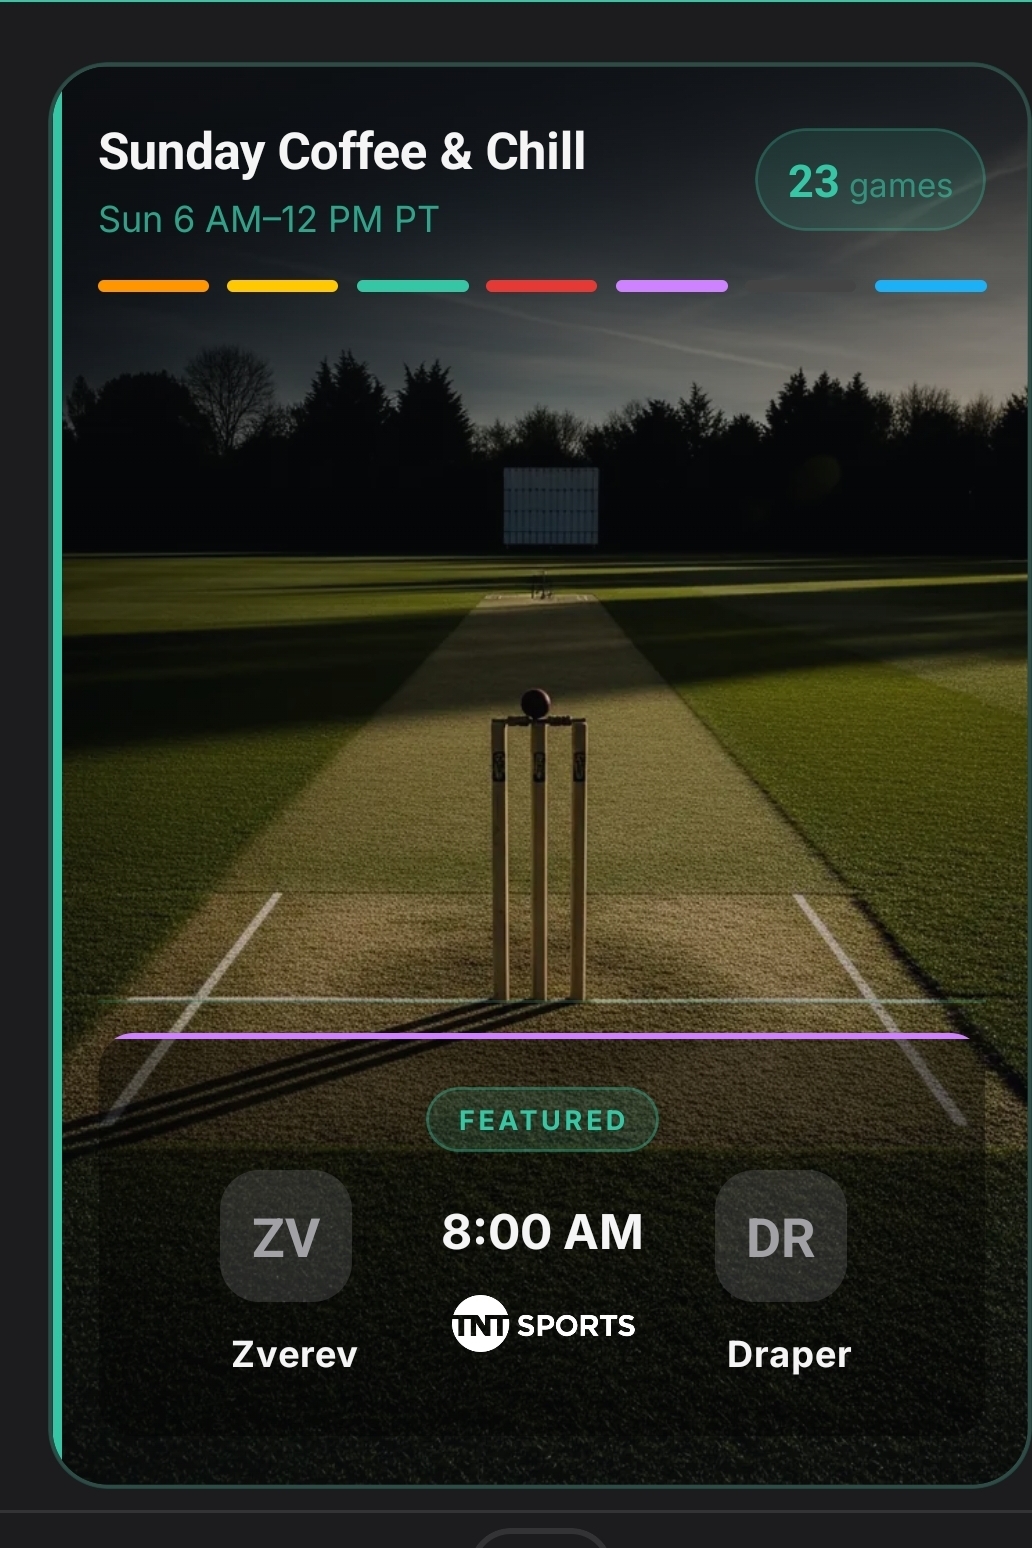 Sunday Coffee & Chill
Sun 6 AM–12 PM PT
23 games
FEATURED
ZV
8:00 AM
DR
TNT SPORTS
Zverev
Draper